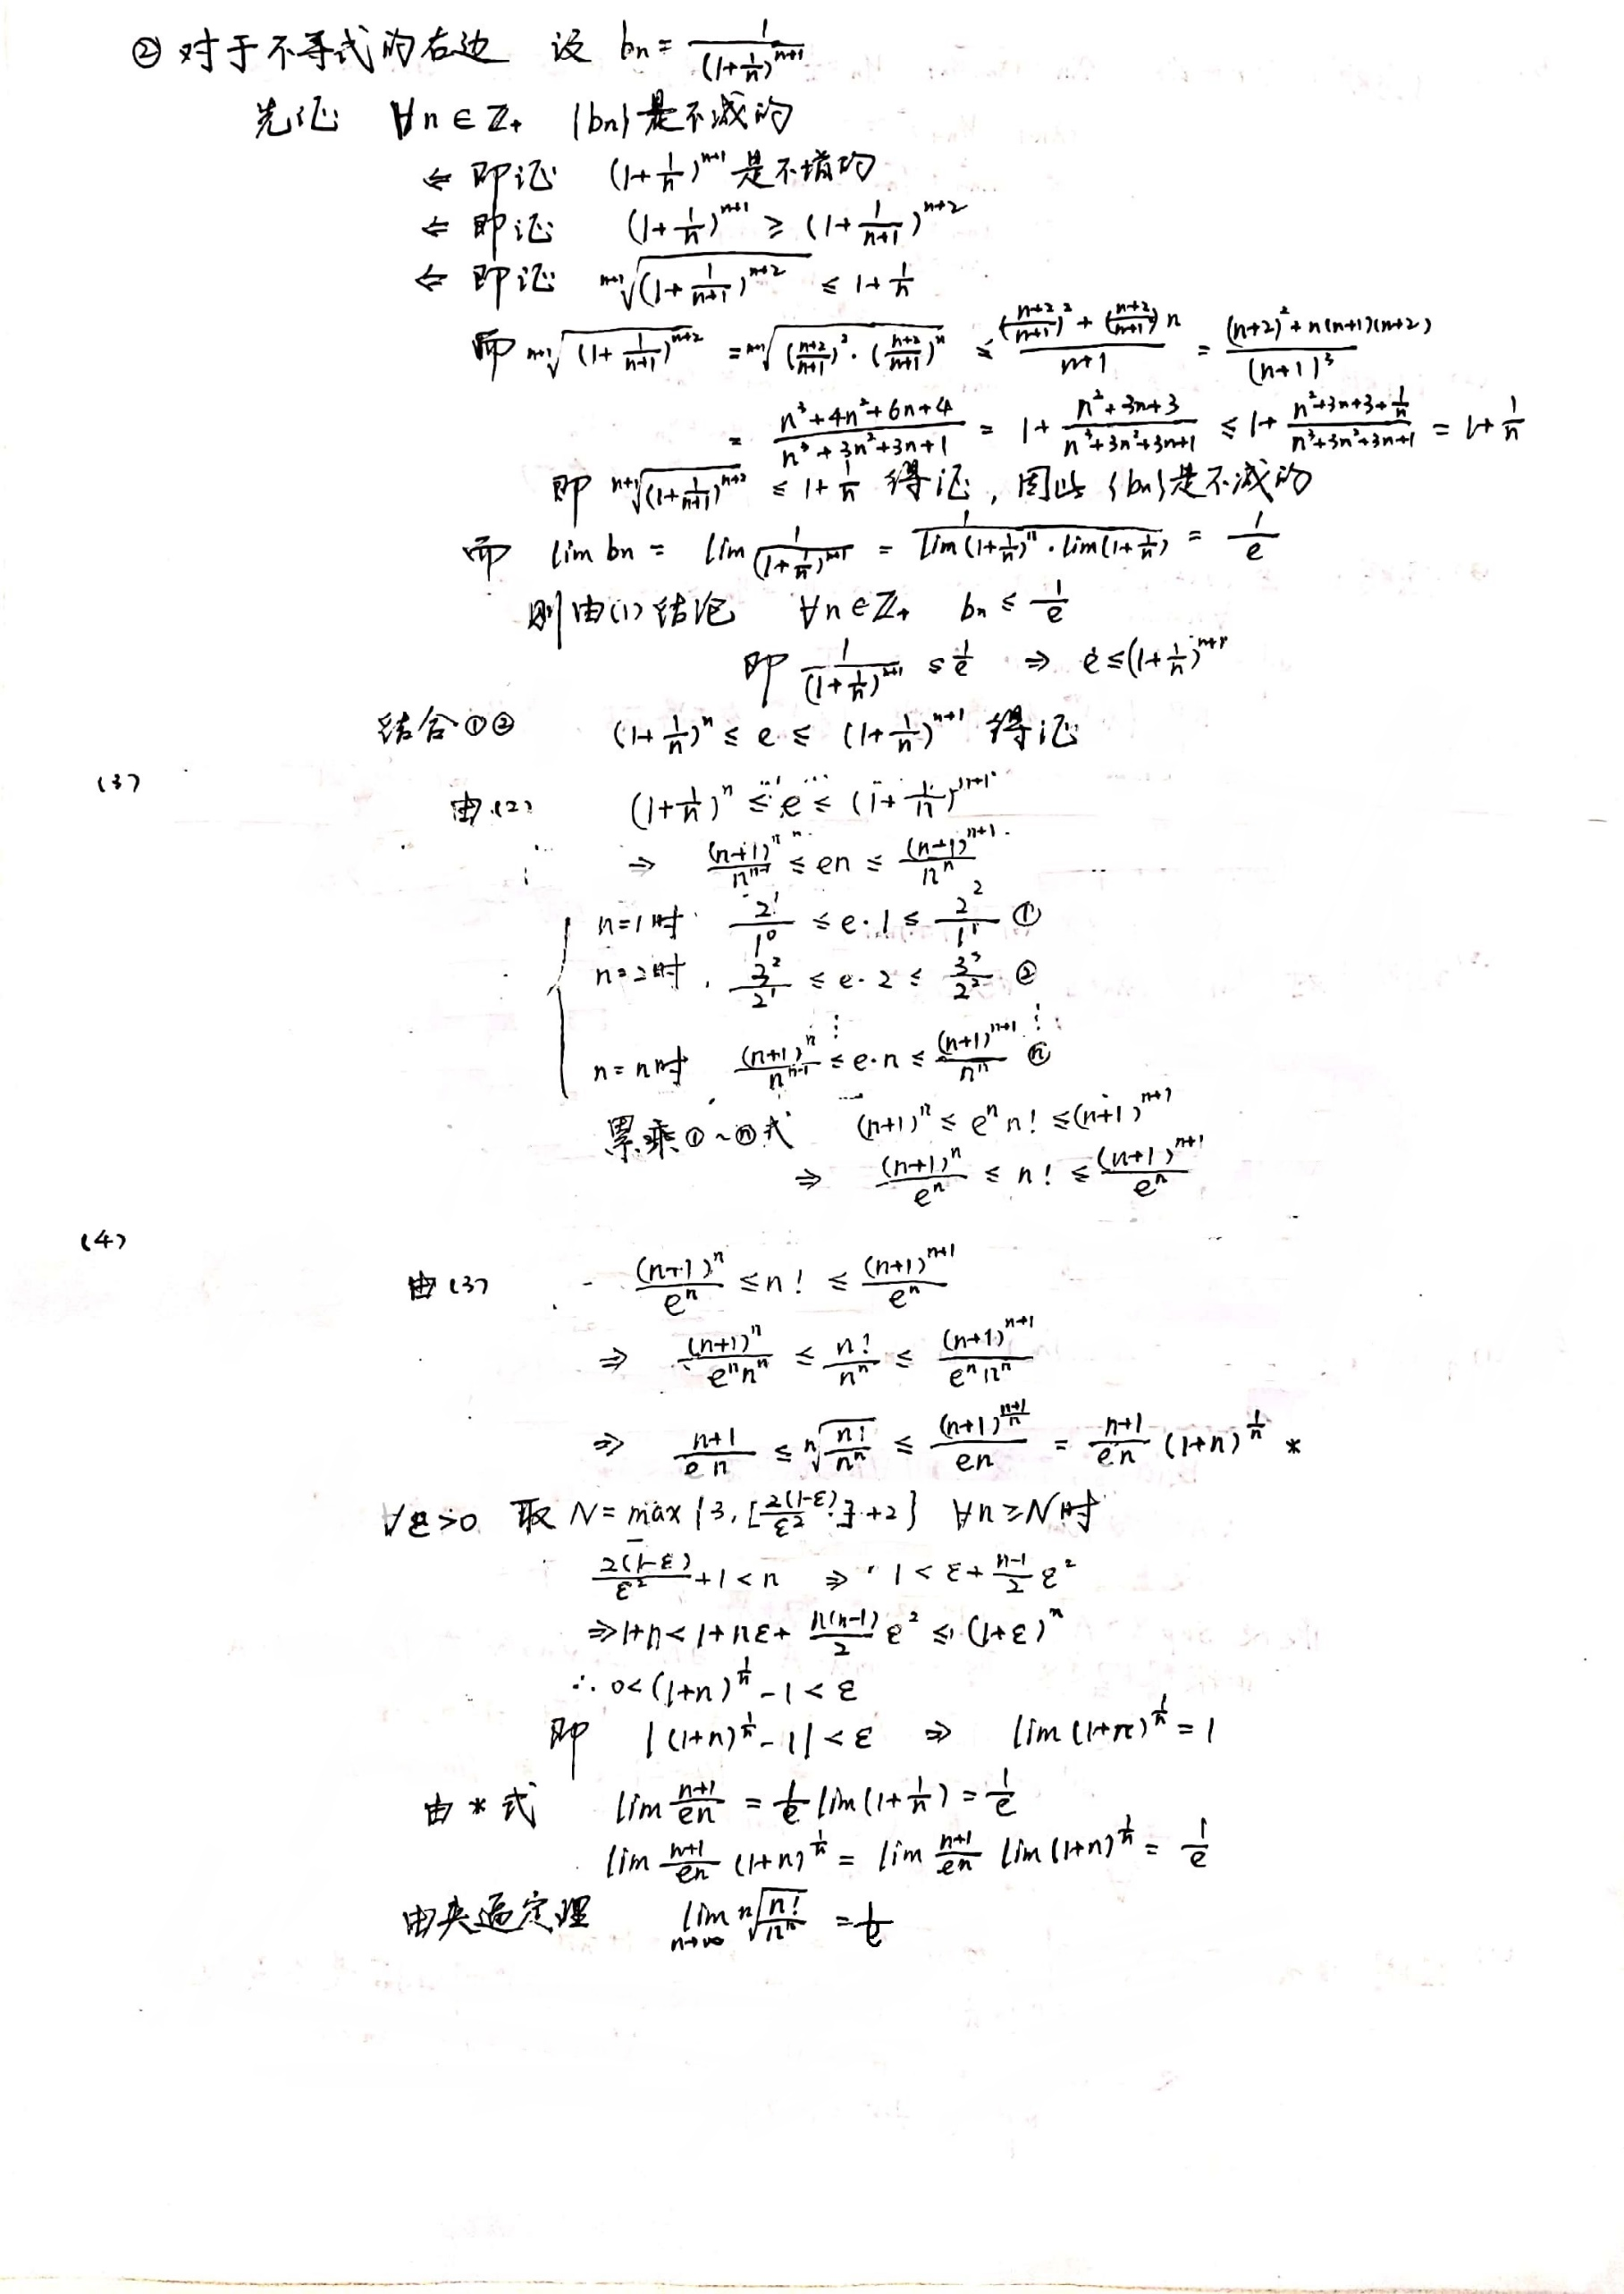 ② 对于不等式的右边 设 bn = 1/(1+1/n)^(n+1)
先证 ∀n∈Z+ {bn}是不减的
⇐ 即证 (1+1/n)^(n+1) 是不增的
⇐ 即证 (1+1/n)^(n+1) ≥ (1+1/(n+1))^(n+2)
⇐ 即证 ⁿ⁺¹√((1+1/(n+1))^(n+2)) ≤ 1+1/n
而 ⁿ⁺¹√((1+1/(n+1))^(n+2)) = ⁿ⁺¹√(((n+2)/(n+1))²·((n+2)/(n+1))^n) ≤ (((n+2)/(n+1))²+((n+2)/(n+1))n)/(n+1) = ((n+2)²+n(n+1)(n+2))/(n+1)³
= (n³+4n²+6n+4)/(n³+3n²+3n+1) = 1+(n²+3n+3)/(n³+3n²+3n+1) ≤ 1+(n²+3n+3+1/n)/(n³+3n²+3n+1) = 1+1/n
即 ⁿ⁺¹√((1+1/(n+1))^(n+2)) ≤ 1+1/n 得证, 因此 {bn}是不减的
而 lim bn = lim 1/(1+1/n)^(n+1) = 1/(lim(1+1/n)^n · lim(1+1/n)) = 1/e
则由(1)结论 ∀n∈Z+ bn ≤ 1/e
即 1/(1+1/n)^(n+1) ≤ 1/e ⇒ e ≤ (1+1/n)^(n+1)
结合①② (1+1/n)^n ≤ e ≤ (1+1/n)^(n+1) 得证
(3)
由(2) (1+1/n)^n ≤ e ≤ (1+1/n)^(n+1)
⇒ (n+1)^n/n^(n-1) ≤ en ≤ (n+1)^(n+1)/n^n
n=1时 2¹/1⁰ ≤ e·1 ≤ 2²/1¹ ①
n=2时, 3²/2¹ ≤ e·2 ≤ 3³/2² ②
⋮ ⋮
n=n时 (n+1)^n/n^(n-1) ≤ e·n ≤ (n+1)^(n+1)/n^n ⓝ
累乘①~ⓝ式 (n+1)^n ≤ e^n n! ≤ (n+1)^(n+1)
⇒ (n+1)^n/e^n ≤ n! ≤ (n+1)^(n+1)/e^n
(4)
由(3) (n+1)^n/e^n ≤ n! ≤ (n+1)^(n+1)/e^n
⇒ (n+1)^n/(e^n n^n) ≤ n!/n^n ≤ (n+1)^(n+1)/(e^n n^n)
⇒ (n+1)/(en) ≤ ⁿ√(n!/n^n) ≤ (n+1)^((n+1)/n)/(en) = (n+1)/(en) (1+n)^(1/n) *
∀ε>0 取 N = max{3, [2(1-ε)/ε²]+2} ∀n≥N时
2(1-ε)/ε² + 1 < n ⇒ 1 < ε + (n-1)/2 ε²
⇒ 1+n < 1+nε + n(n-1)/2 ε² ≤ (1+ε)^n
∴ 0 < (1+n)^(1/n) - 1 < ε
即 |(1+n)^(1/n) - 1| < ε ⇒ lim(1+n)^(1/n) = 1
由*式 lim (n+1)/(en) = 1/e lim(1+1/n) = 1/e
lim (n+1)/(en) (1+n)^(1/n) = lim (n+1)/(en) lim(1+n)^(1/n) = 1/e
由夹逼定理 lim n→∞ ⁿ√(n!/n^n) = 1/e